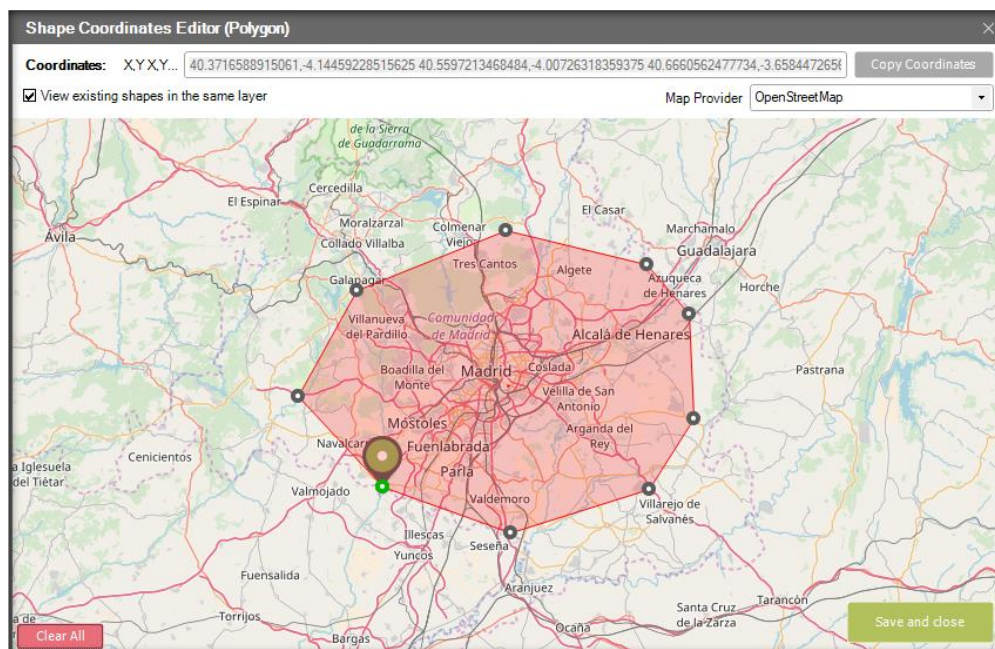 Shape Coordinates Editor (Polygon)
Coordinates: X,Y X,Y... 40.3716588915061,-4.14459228515625 40.5597213468484,-4.00726318359375 40.6660562477734,-3.6584472656 Copy Coordinates
View existing shapes in the same layer
Map Provider OpenStreetMap
de la Sierra
de Guadarrama
Cercedilla
El Espinar
Moralzarzal
Colmenar
Viejo
El Casar
Marchamalo
Ávila
Collado Villalba
Guadalajara
Tres Cantos
Algete
Galapagar
Azuqueca
de Henares
Horche
Villanueva
del Pardillo
Comunidad
de Madrid
Alcalá de Henares
Boadilla del
Monte
Madrid
Coslada
Pastrana
Velilla de San
Antonio
Móstoles
Arganda del
Rey
Navalcar
Fuenlabrada
Cenicientos
a Iglesuela
del Tiétar
Parla
Valmojado
Valdemoro
Villarejo de
Salvanés
Illescas
Seseña
Yuncos
Fuensalida
Aranjuez
Tarancón
Santa Cruz
de la Zarza
Torrijos
Ocaña
a de
Bargas
Clear All
Save and close